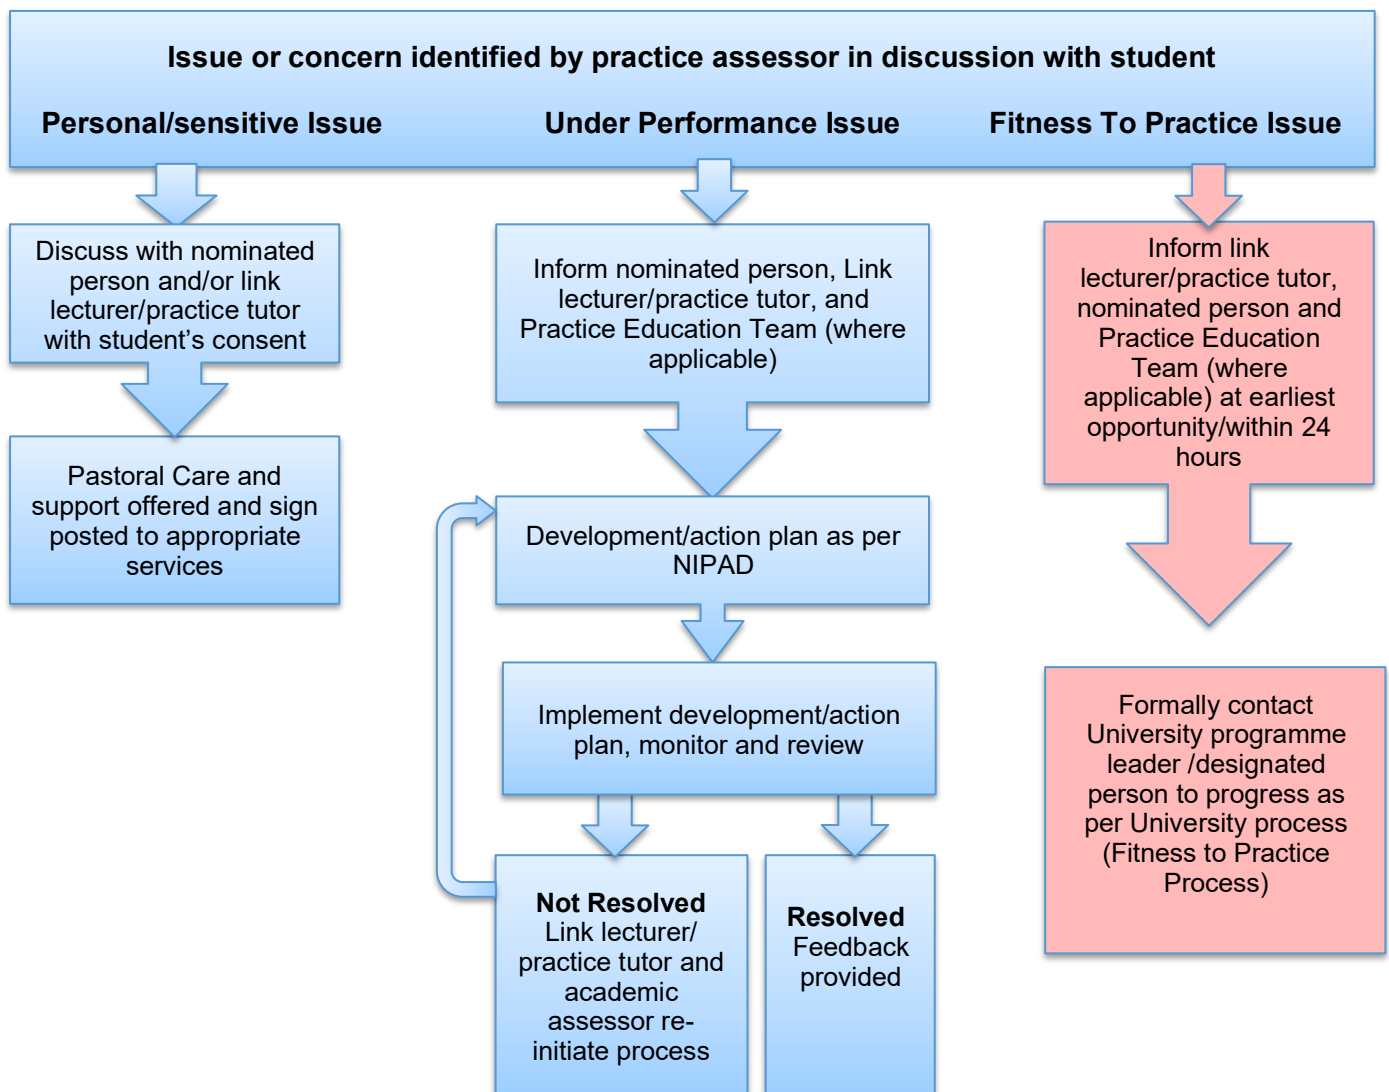 Issue or concern identified by practice assessor in discussion with student
Personal/sensitive Issue
Under Performance Issue
Fitness To Practice Issue
Discuss with nominated
person and/or link
lecturer/practice tutor
with student’s consent
Pastoral Care and
support offered and sign
posted to appropriate
services
Inform nominated person, Link
lecturer/practice tutor, and
Practice Education Team (where
applicable)
Development/action plan as per
NIPAD
Implement development/action
plan, monitor and review
Not Resolved
Link lecturer/
practice tutor and
academic
assessor re-
initiate process
Resolved
Feedback
provided
Inform link
lecturer/practice tutor,
nominated person and
Practice Education
Team (where
applicable) at earliest
opportunity/within 24
hours
Formally contact
University programme
leader /designated
person to progress as
per University process
(Fitness to Practice
Process)